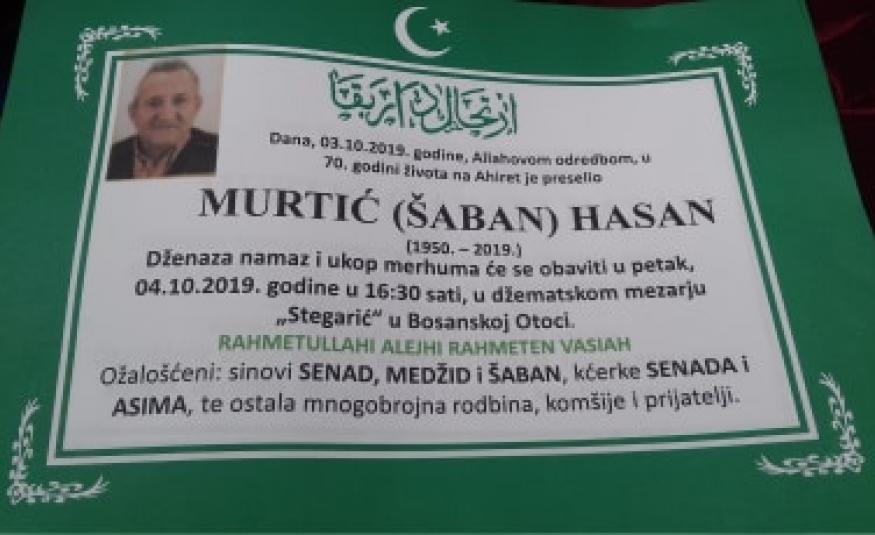 ارتحال دار بقا
Dana, 03.10.2019. godine, Allahovom odredbom, u
70. godini života na Ahiret je preselio
MURTIĆ (ŠABAN) HASAN
(1950. – 2019.)
Dženaza namaz i ukop merhuma će se obaviti u petak,
04.10.2019. godine u 16:30 sati, u džematskom mezarju
„Stegarić“ u Bosanskoj Otoci.
RAHMETULLAHI ALEJHI RAHMETEN VASIAH
Ožalošćeni: sinovi SENAD, MEDŽID i ŠABAN, kćerke SENADA i
ASIMA, te ostala mnogobrojna rodbina, komšije i prijatelji.